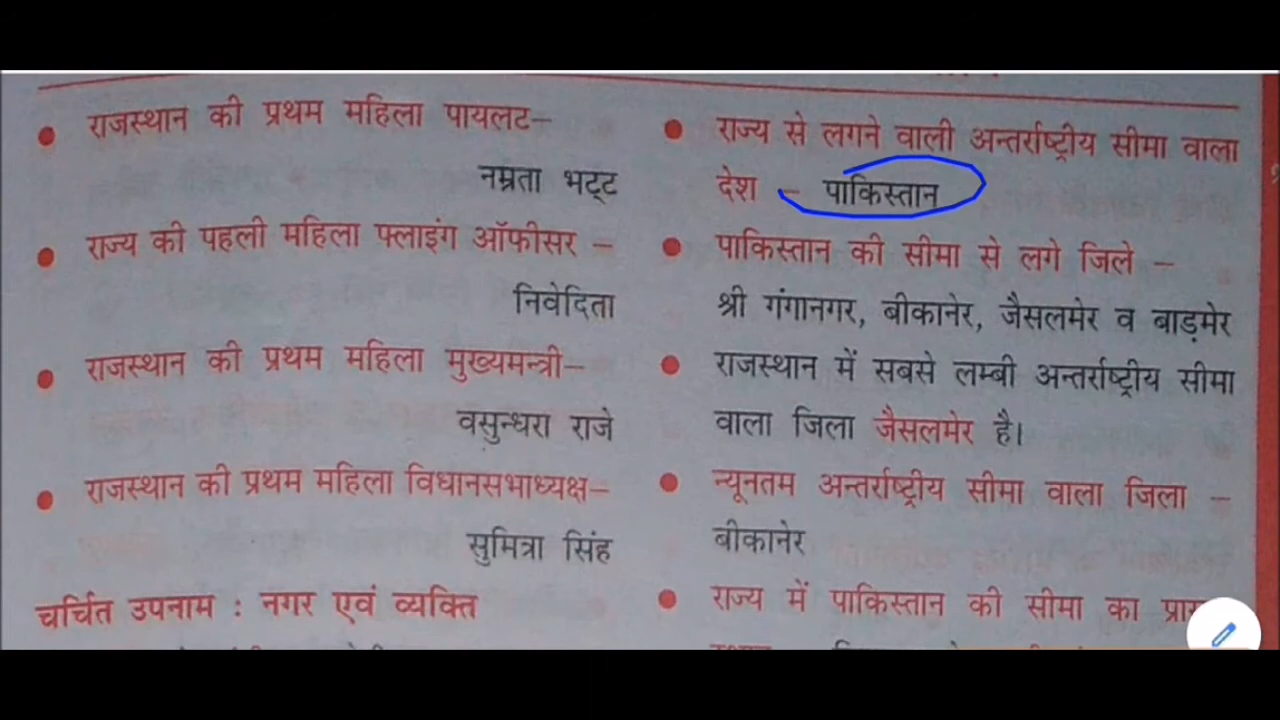 राजस्थान की प्रथम महिला पायलट–
नम्रता भट्ट
राज्य की पहली महिला फ्लाइंग ऑफीसर –
निवेदिता
राजस्थान की प्रथम महिला मुख्यमन्त्री–
वसुन्धरा राजे
राजस्थान की प्रथम महिला विधानसभाध्यक्ष–
सुमित्रा सिंह
चर्चित उपनाम : नगर एवं व्यक्ति
राज्य से लगने वाली अन्तर्राष्ट्रीय सीमा वाला
देश – पाकिस्तान
पाकिस्तान की सीमा से लगे जिले –
श्री गंगानगर, बीकानेर, जैसलमेर व बाड़मेर
राजस्थान में सबसे लम्बी अन्तर्राष्ट्रीय सीमा
वाला जिला जैसलमेर है।
न्यूनतम अन्तर्राष्ट्रीय सीमा वाला जिला –
बीकानेर
राज्य में पाकिस्तान की सीमा का